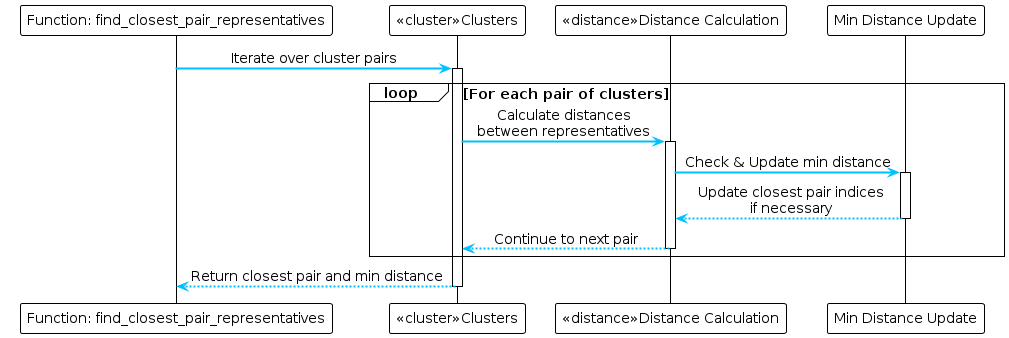 Function: find_closest_pair_representatives
«cluster»Clusters
«distance»Distance Calculation
Min Distance Update
Iterate over cluster pairs
loop
[For each pair of clusters]
Calculate distances
between representatives
Check & Update min distance
Update closest pair indices
if necessary
Continue to next pair
Return closest pair and min distance
Function: find_closest_pair_representatives
«cluster»Clusters
«distance»Distance Calculation
Min Distance Update